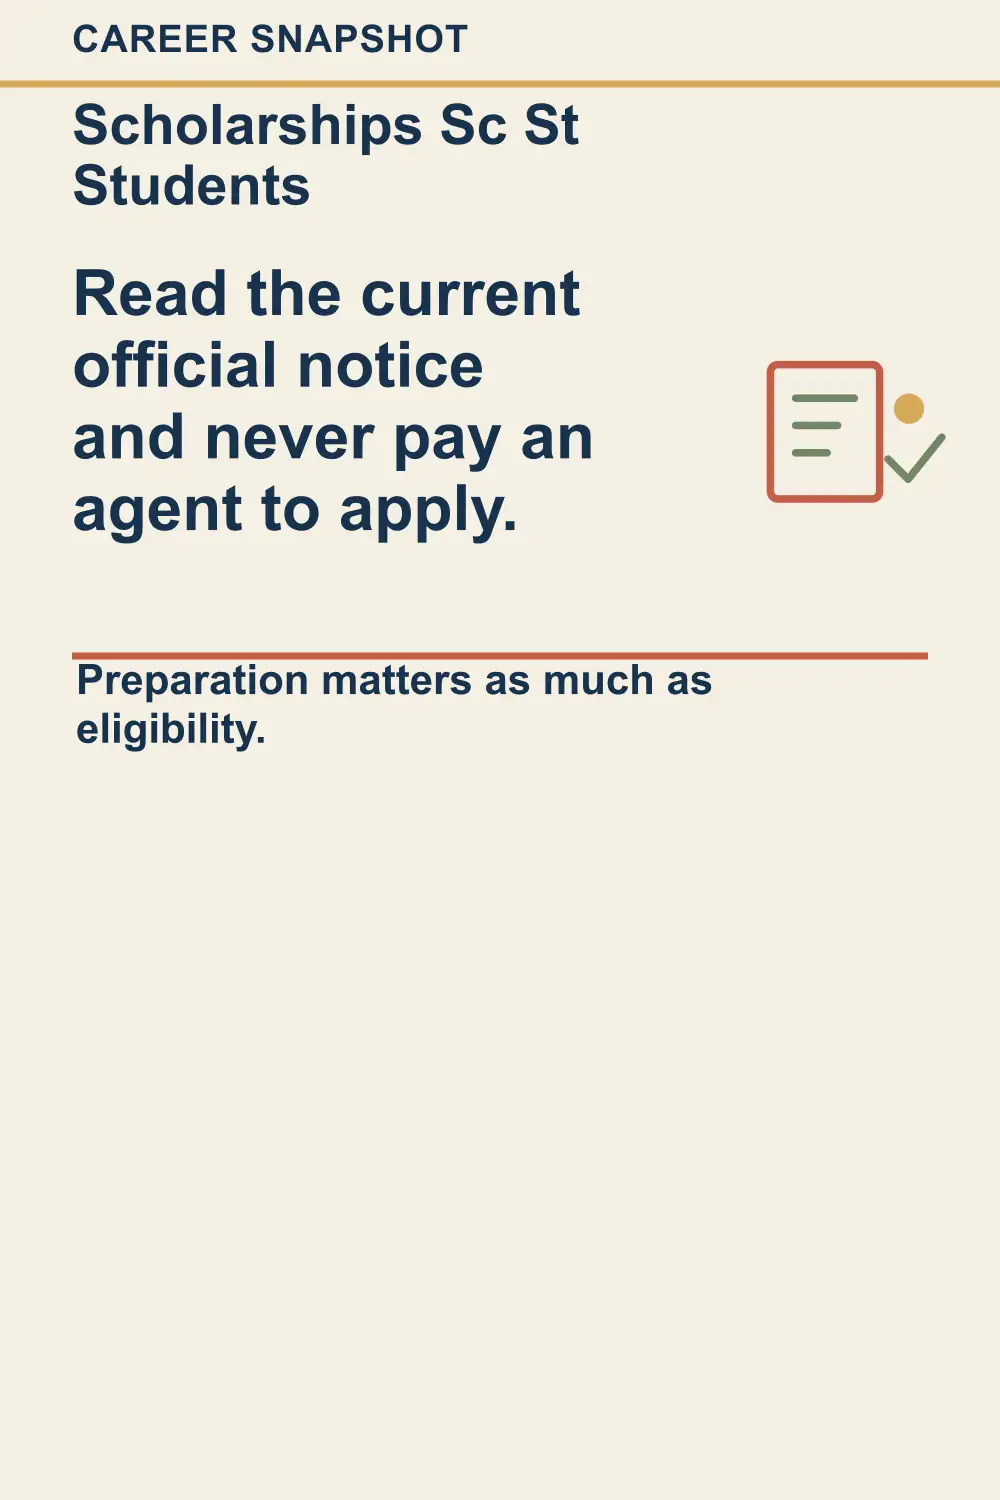 CAREER SNAPSHOT
Scholarships Sc St
Students
Read the current
official notice
and never pay an
agent to apply.
Preparation matters as much as
eligibility.